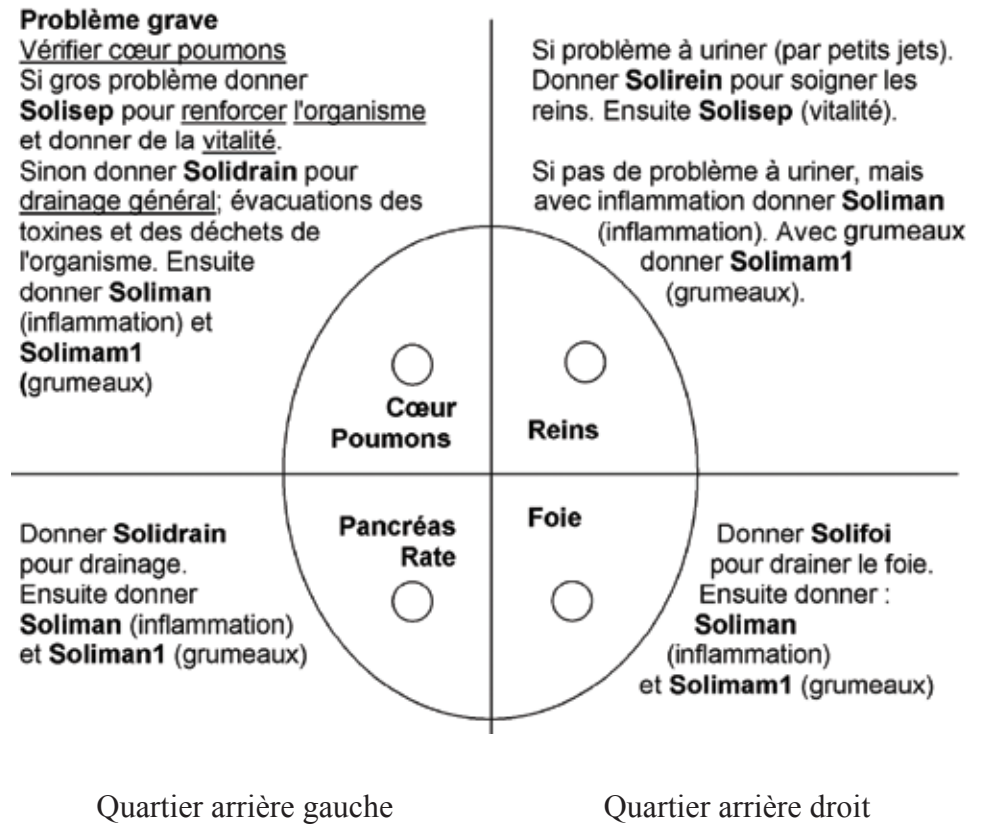 Problème grave
Vérifier cœur poumons
Si gros problème donner
Solisep pour renforcer l'organisme
et donner de la vitalité.
Sinon donner Solidrain pour
drainage général; évacuations des
toxines et des déchets de
l'organisme. Ensuite
donner Soliman
(inflammation) et
Solimam1
(grumeaux)
Si problème à uriner (par petits jets).
Donner Solirein pour soigner les
reins. Ensuite Solisep (vitalité).
Si pas de problème à uriner, mais
avec inflammation donner Soliman
(inflammation). Avec grumeaux
donner Solimam1
(grumeaux).
Cœur
Poumons
Reins
Pancréas
Rate
Foie
Donner Solidrain
pour drainage.
Ensuite donner
Soliman (inflammation)
et Soliman1 (grumeaux)
Donner Solifoi
pour drainer le foie.
Ensuite donner :
Soliman
(inflammation)
et Solimam1 (grumeaux)
Quartier arrière gauche
Quartier arrière droit